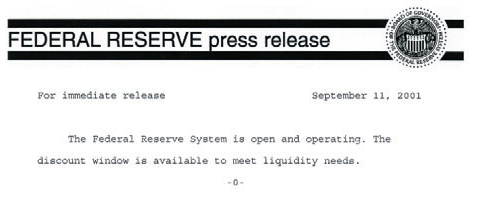 FEDERAL RESERVE press release
For immediate release September 11, 2001
The Federal Reserve System is open and operating. The
discount window is available to meet liquidity needs.
-0-